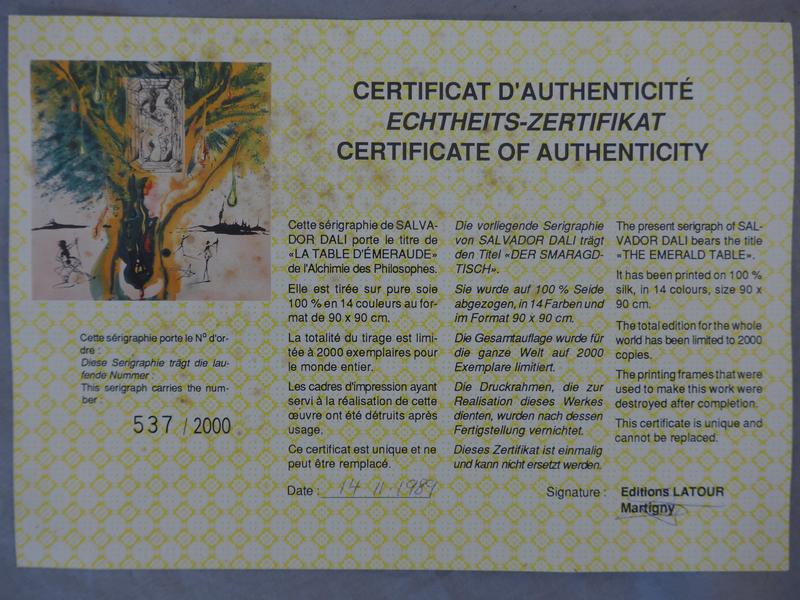 CERTIFICAT D'AUTHENTICITÉ
ECHTHEITS-ZERTIFIKAT
CERTIFICATE OF AUTHENTICITY
Cette sérigraphie de SALVA-
DOR DALI porte le titre de
«LA TABLE D'ÉMERAUDE»
de l'Alchimie des Philosophes.
Elle est tirée sur pure soie
100 % en 14 couleurs au for-
mat de 90 x 90 cm.
La totalité du tirage est limi-
tée à 2000 exemplaires pour
le monde entier.
Les cadres d'impression ayant
servi à la réalisation de cette
œuvre ont été détruits après
usage.
Ce certificat est unique et ne
peut être remplacé.
Die vorliegende Serigraphie
von SALVADOR DALI trägt
den Titel «DER SMARAGD-
TISCH».
Sie wurde auf 100 % Seide
abgezogen, in 14 Farben und
im Format 90 x 90 cm.
Die Gesamtauflage wurde für
die ganze Welt auf 2000
Exemplare limitiert.
Die Druckrahmen, die zur
Realisation dieses Werkes
dienten, wurden nach dessen
Fertigstellung vernichtet.
Dieses Zertifikat ist einmalig
und kann nicht ersetzt werden.
The present serigraph of SAL-
VADOR DALI bears the title
«THE EMERALD TABLE».
It has been printed on 100 %
silk, in 14 colours, size 90 x
90 cm.
The total edition for the whole
world has been limited to 2000
copies.
The printing frames that were
used to make this work were
destroyed after completion.
This certificate is unique and
cannot be replaced.
Cette sérigraphie porte le No d'or-
dre :
Diese Serigraphie trägt die lau-
fende Nummer :
This serigraph carries the num-
ber :
537 / 2000
Date : 14 11.1989
Signature : Editions LATOUR
Martigny